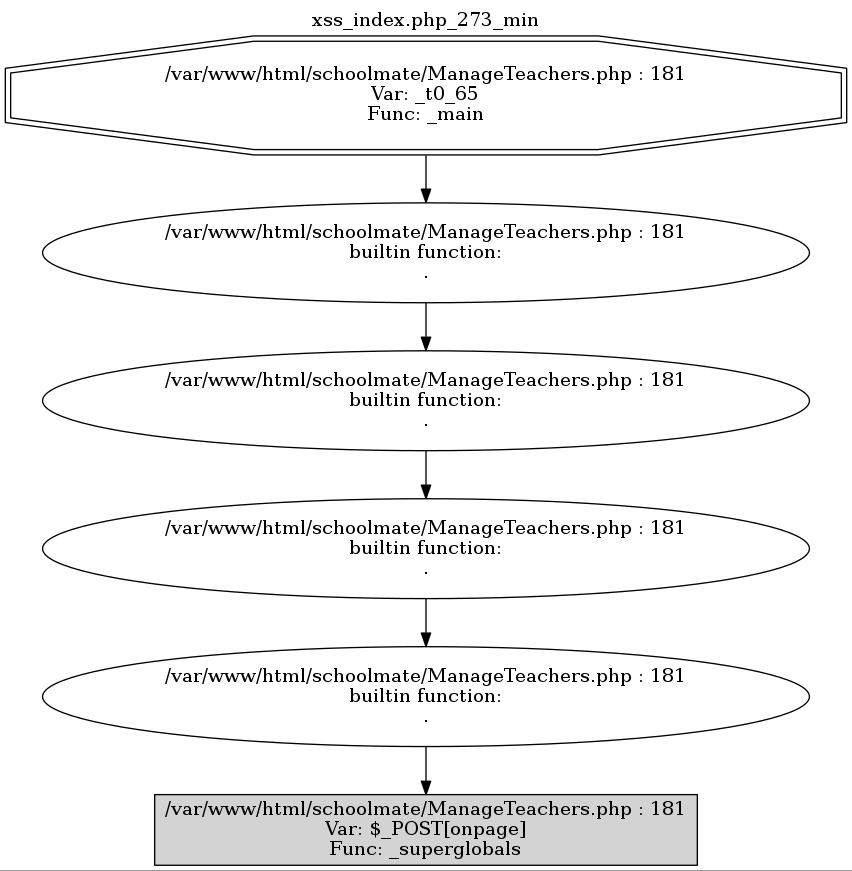 xss_index.php_273_min
/var/www/html/schoolmate/ManageTeachers.php : 181
Var: _t0_65
Func: _main
/var/www/html/schoolmate/ManageTeachers.php : 181
builtin function:
.
/var/www/html/schoolmate/ManageTeachers.php : 181
builtin function:
.
/var/www/html/schoolmate/ManageTeachers.php : 181
builtin function:
.
/var/www/html/schoolmate/ManageTeachers.php : 181
builtin function:
.
/var/www/html/schoolmate/ManageTeachers.php : 181
Var: $_POST[onpage]
Func: _superglobals